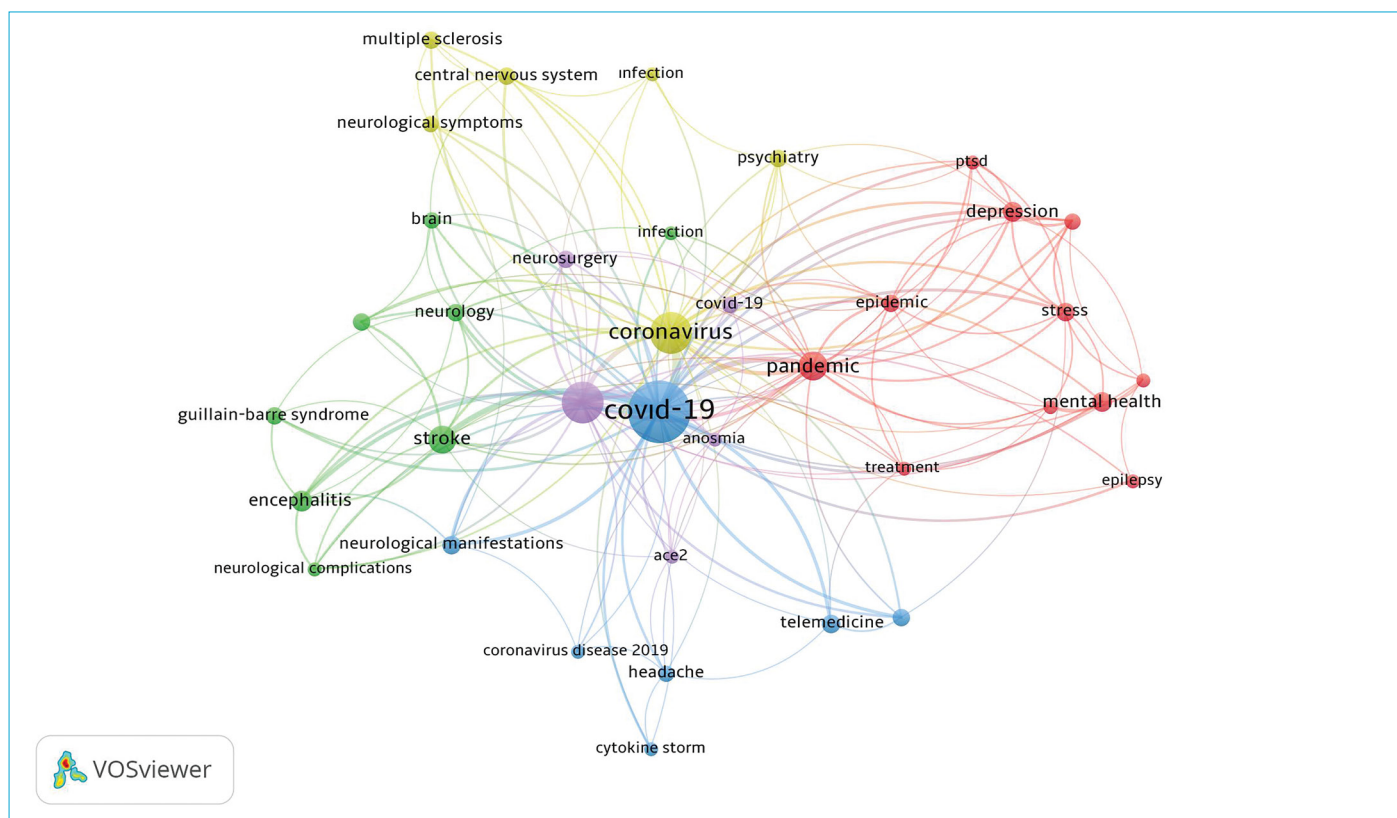 multiple sclerosis
central nervous system
ınfection
neurological symptoms
psychiatry
ptsd
depression
brain
infection
neurosurgery
covid-19
epidemic
neurology
stress
coronavirus
pandemic
mental health
covıd-19
guillain-barre syndrome
stroke
anosmia
treatment
epilepsy
encephalitis
neurological manifestations
ace2
neurological complications
telemedicine
coronavirus disease 2019
headache
cytokine storm
VOSviewer